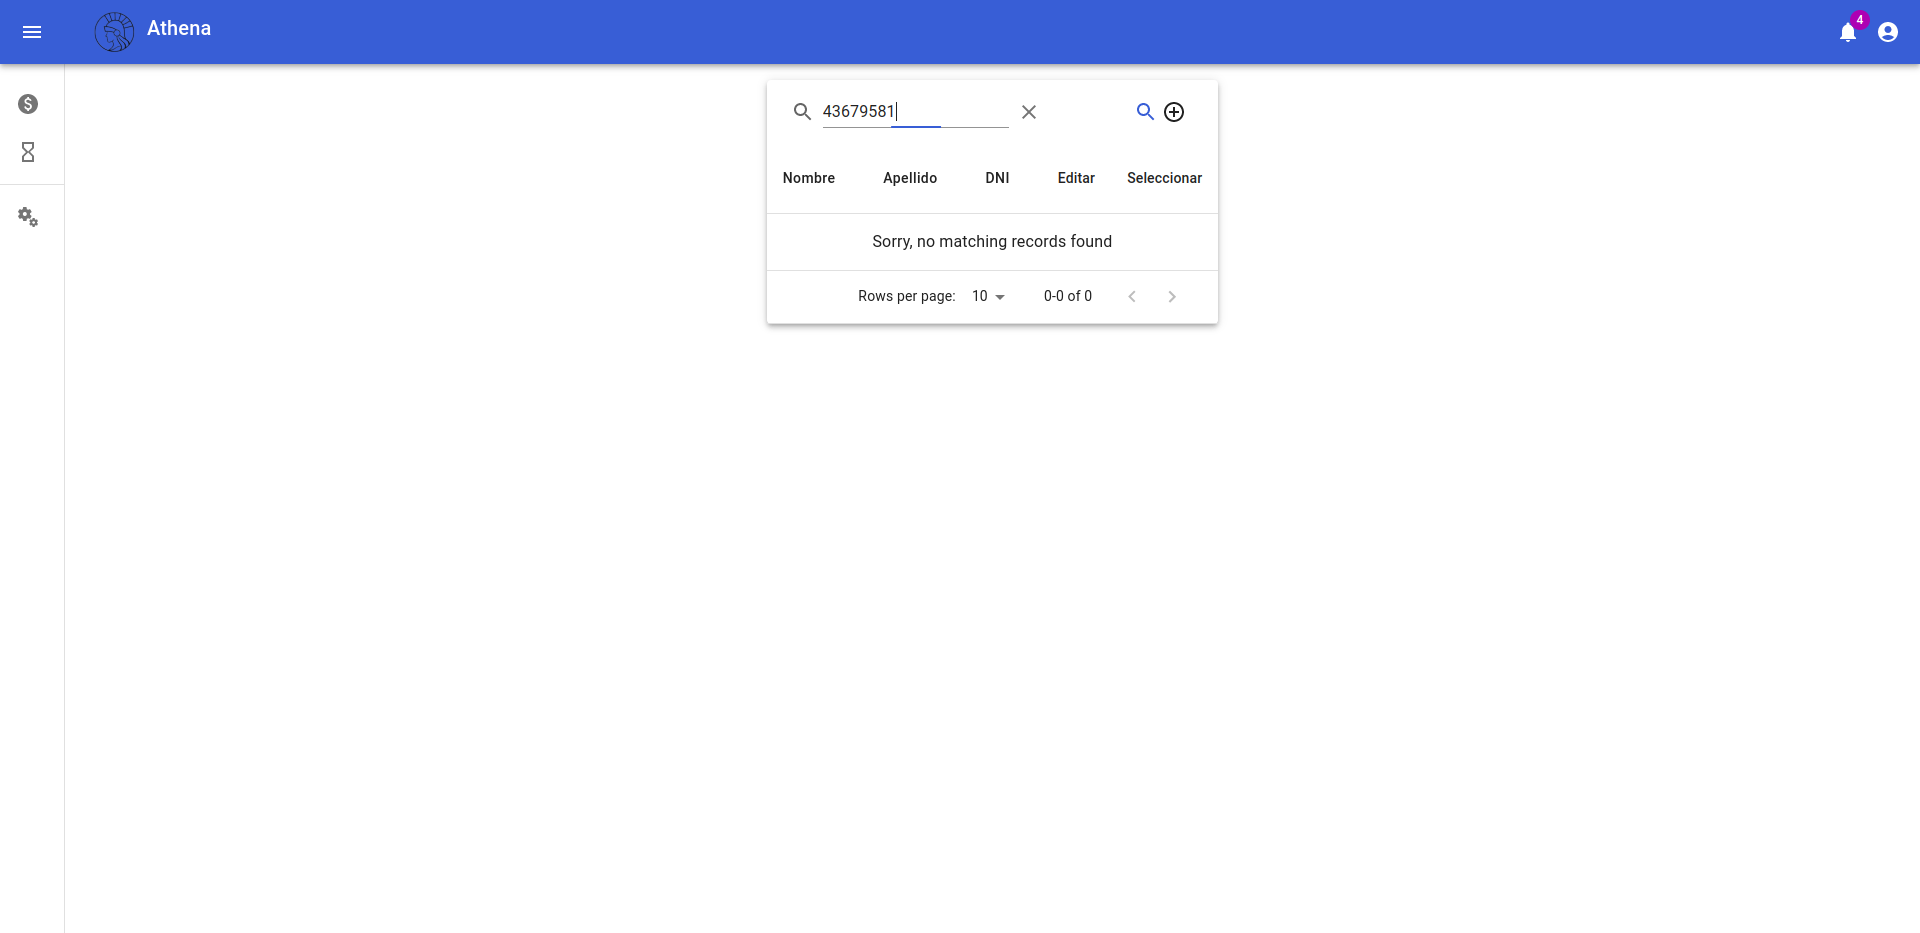 Athena
4
43679581
Nombre Apellido DNI Editar Seleccionar
Sorry, no matching records found
Rows per page: 10 0-0 of 0